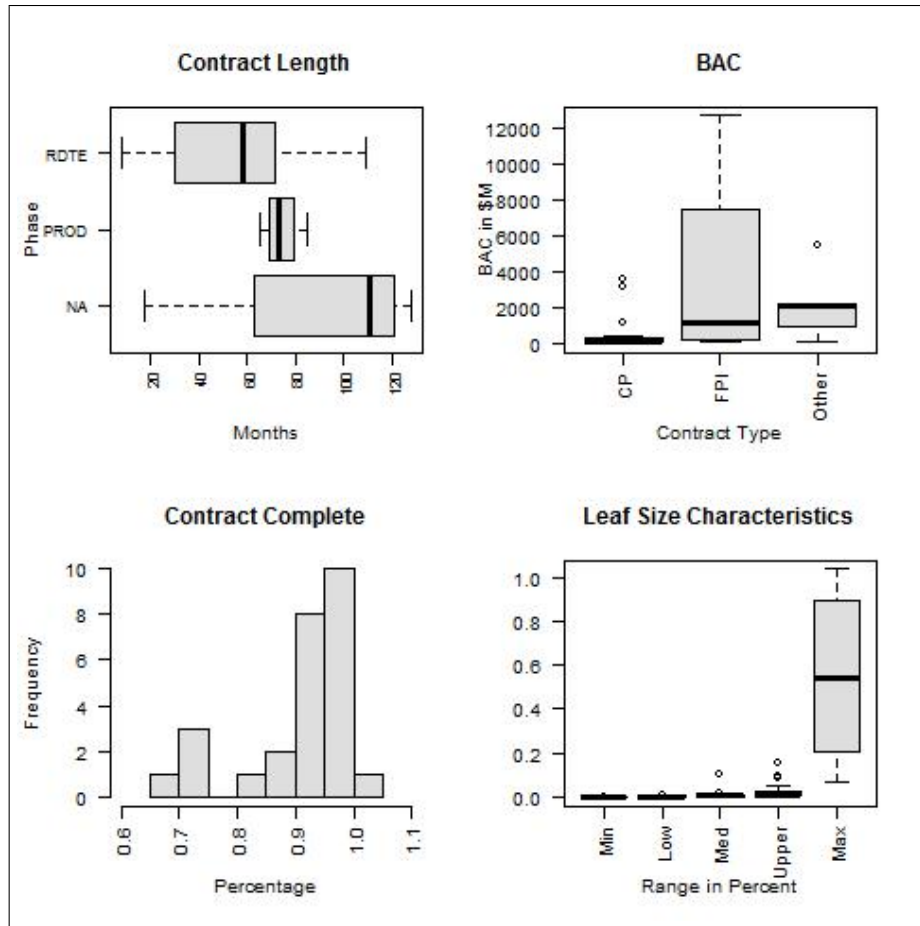 Contract Length
Phase
RDTE
PROD
NA
20 40 60 80 100 120
Months
BAC
BAC in $M
12000
10000
8000
6000
4000
2000
0
CP FPI Other
Contract Type
Contract Complete
Frequency
10
8
6
4
2
0
0.6 0.7 0.8 0.9 1.0 1.1
Percentage
Leaf Size Characteristics
1.0
0.8
0.6
0.4
0.2
0.0
Min Low Med Upper Max
Range in Percent